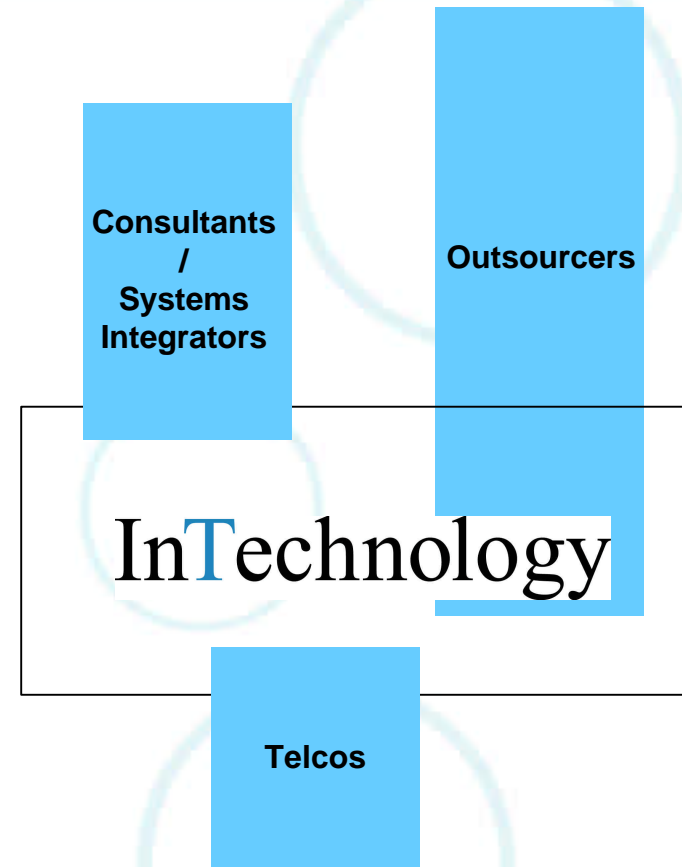 Consultants
/
Systems
Integrators
Outsourcers
InTechnology
Telcos